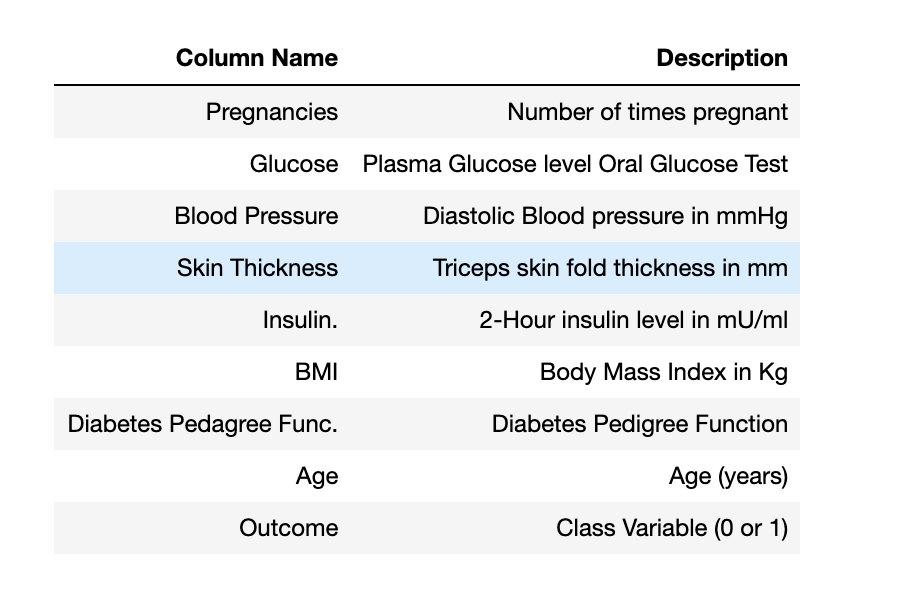 Column Name Description
Pregnancies Number of times pregnant
Glucose Plasma Glucose level Oral Glucose Test
Blood Pressure Diastolic Blood pressure in mmHg
Skin Thickness Triceps skin fold thickness in mm
Insulin. 2-Hour insulin level in mU/ml
BMI Body Mass Index in Kg
Diabetes Pedagree Func. Diabetes Pedigree Function
Age Age (years)
Outcome Class Variable (0 or 1)